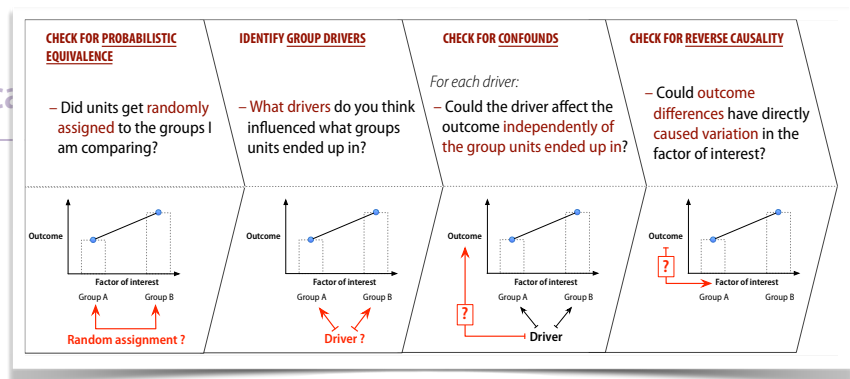 CHECK FOR PROBABILISTIC
EQUIVALENCE
– Did units get randomly
assigned to the groups I
am comparing?
Outcome
Factor of interest
Group A Group B
Random assignment ?
IDENTIFY GROUP DRIVERS
– What drivers do you think
influenced what groups
units ended up in?
Outcome
Factor of interest
Group A Group B
Driver ?
CHECK FOR CONFOUNDS
For each driver:
– Could the driver affect the
outcome independently of
the group units ended up in?
Outcome
Factor of interest
Group A Group B
?
Driver
CHECK FOR REVERSE CAUSALITY
– Could outcome
differences have directly
caused variation in the
factor of interest?
Outcome
?
Factor of interest
Group A Group B